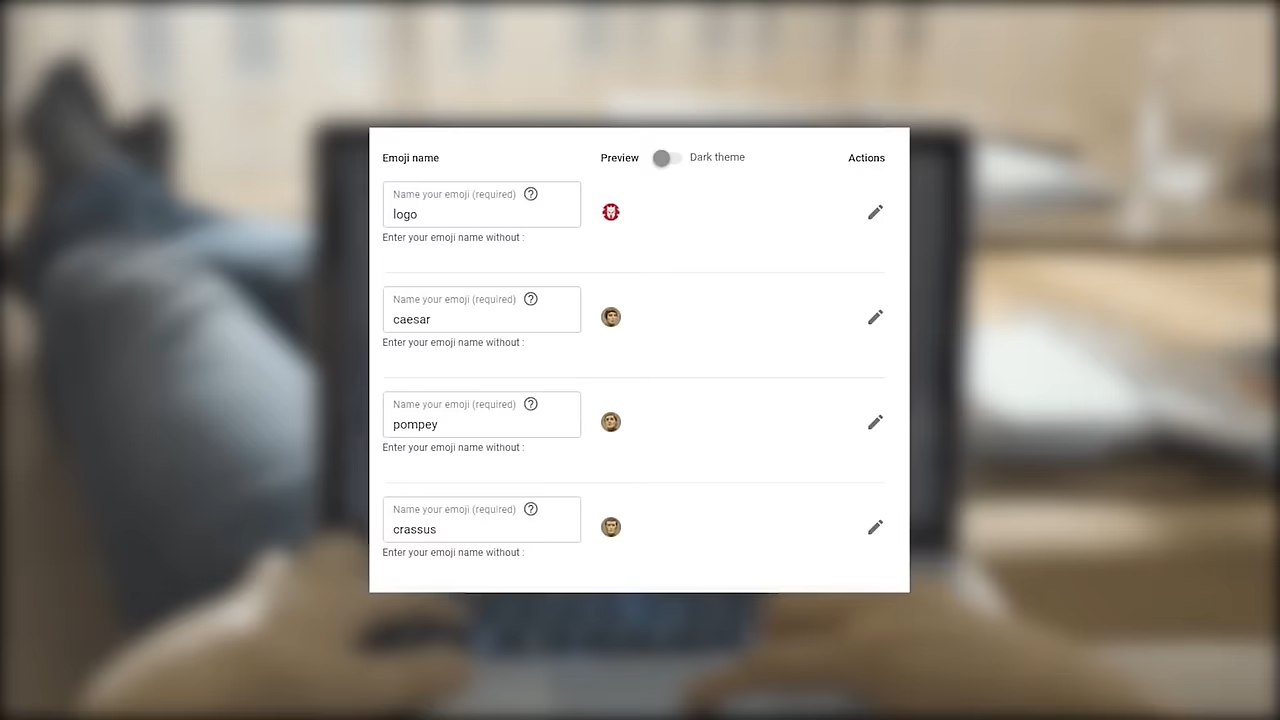 Emoji name Preview Dark theme Actions
Name your emoji (required)
logo
Enter your emoji name without :
Name your emoji (required)
caesar
Enter your emoji name without :
Name your emoji (required)
pompey
Enter your emoji name without :
Name your emoji (required)
crassus
Enter your emoji name without :